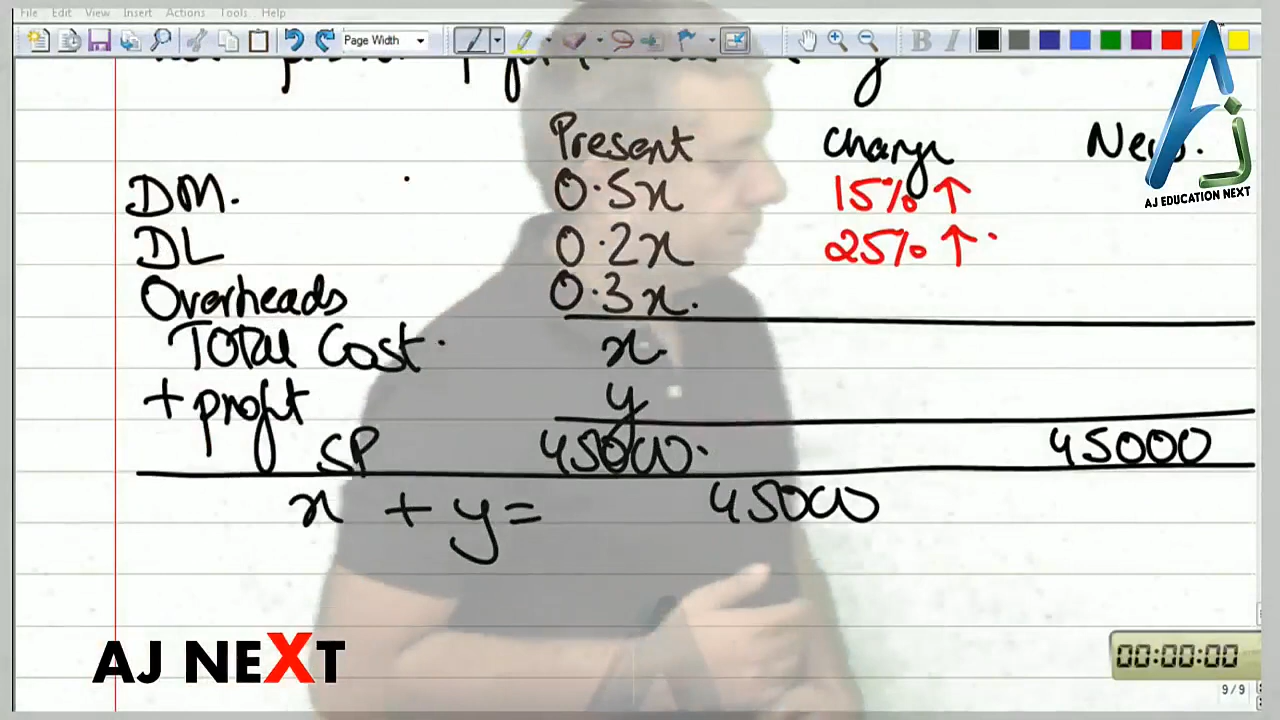 File Edit View Insert Actions Tools Help
Page Width B I
Present Change New.
DM. 0.5x 15% ↑
DL 0.2x 25% ↑
Overheads 0.3x.
TOTAL Cost. x
+ profit y
SP 45000. 45000
x + y = 45000
AJ EDUCATION NEXT
AJ NEXT
00:00:00
9/9